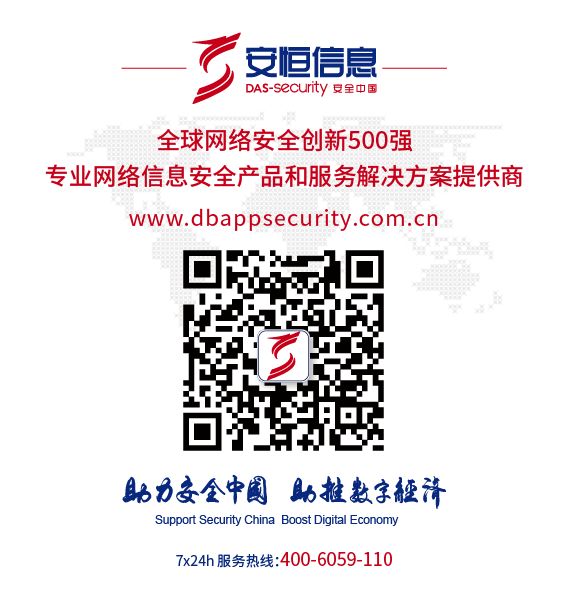 安恒信息
DAS-security 安全中国
全球网络安全创新500强
专业网络信息安全产品和服务解决方案提供商
www.dbappsecurity.com.cn
助力安全中國 助推数字經济
Support Security China Boost Digital Economy
7x24h 服务热线:400-6059-110